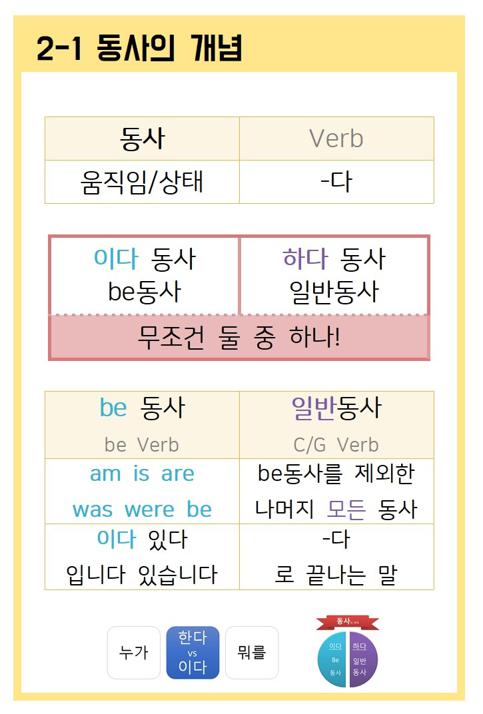 2-1 동사의 개념
동사 Verb
움직임/상태 -다
이다 동사 하다 동사
be동사 일반동사
무조건 둘 중 하나!
be 동사 일반동사
be Verb C/G Verb
am is are be동사를 제외한
was were be 나머지 모든 동사
이다 있다 -다
입니다 있습니다 로 끝나는 말
동사
누가 한다 vs 이다 뭐를
이다 하다
Be 일반
동사 동사